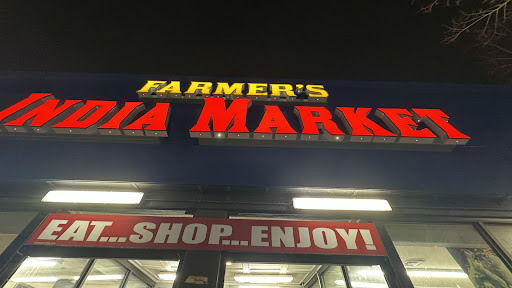 FARMER'S
INDIA MARKET
EAT...SHOP...ENJOY!